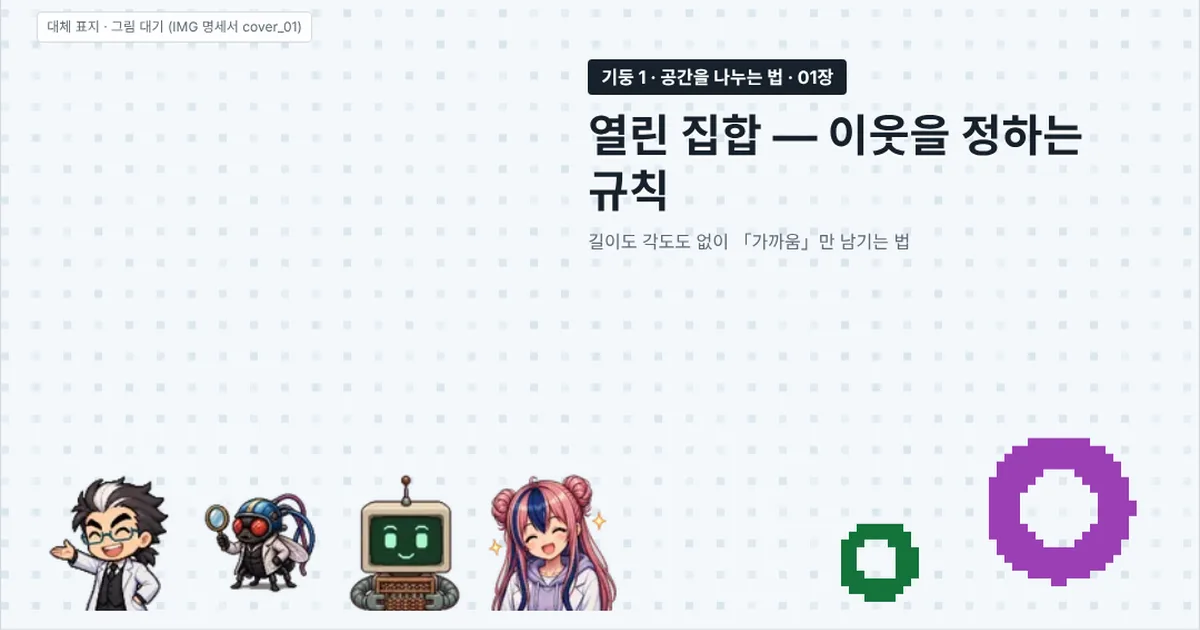 대체 표지 · 그림 대기 (IMG 명세서 cover_01)
기둥 1 · 공간을 나누는 법 · 01장
열린 집합 — 이웃을 정하는
규칙
길이도 각도도 없이 「가까움」만 남기는 법